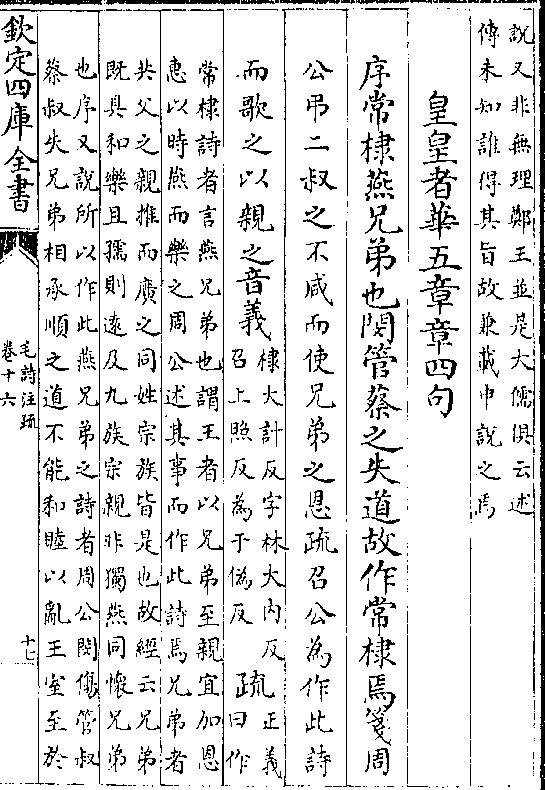 說又非無理鄭王並是大儒俱云述
傳未知誰得其旨故兼載申說之焉
皇皇者華五章章四句
序常棣燕兄弟也閔管蔡之失道故作常棣焉箋周
公弔二叔之不咸而使兄弟之恩疏召公為作此詩
而歌之以親之音義
棣大計反字林大內反
召上照反為于偽反
疏
正義
曰作
常棣詩者言燕兄弟也謂王者以兄弟至親宜加恩
惠以時燕而樂之周公述其事而作此詩焉兄弟者
共父之親推而廣之同姓宗族皆是也故經云兄弟
既具和樂且孺則遠及九族宗親非獨燕同懷兄弟
也序又說所以作此燕兄弟之詩者周公閔傷管叔
蔡叔失兄弟相承順之道不能和睦以亂王室至於
欽定四庫全書
毛詩注疏
卷十六
十七